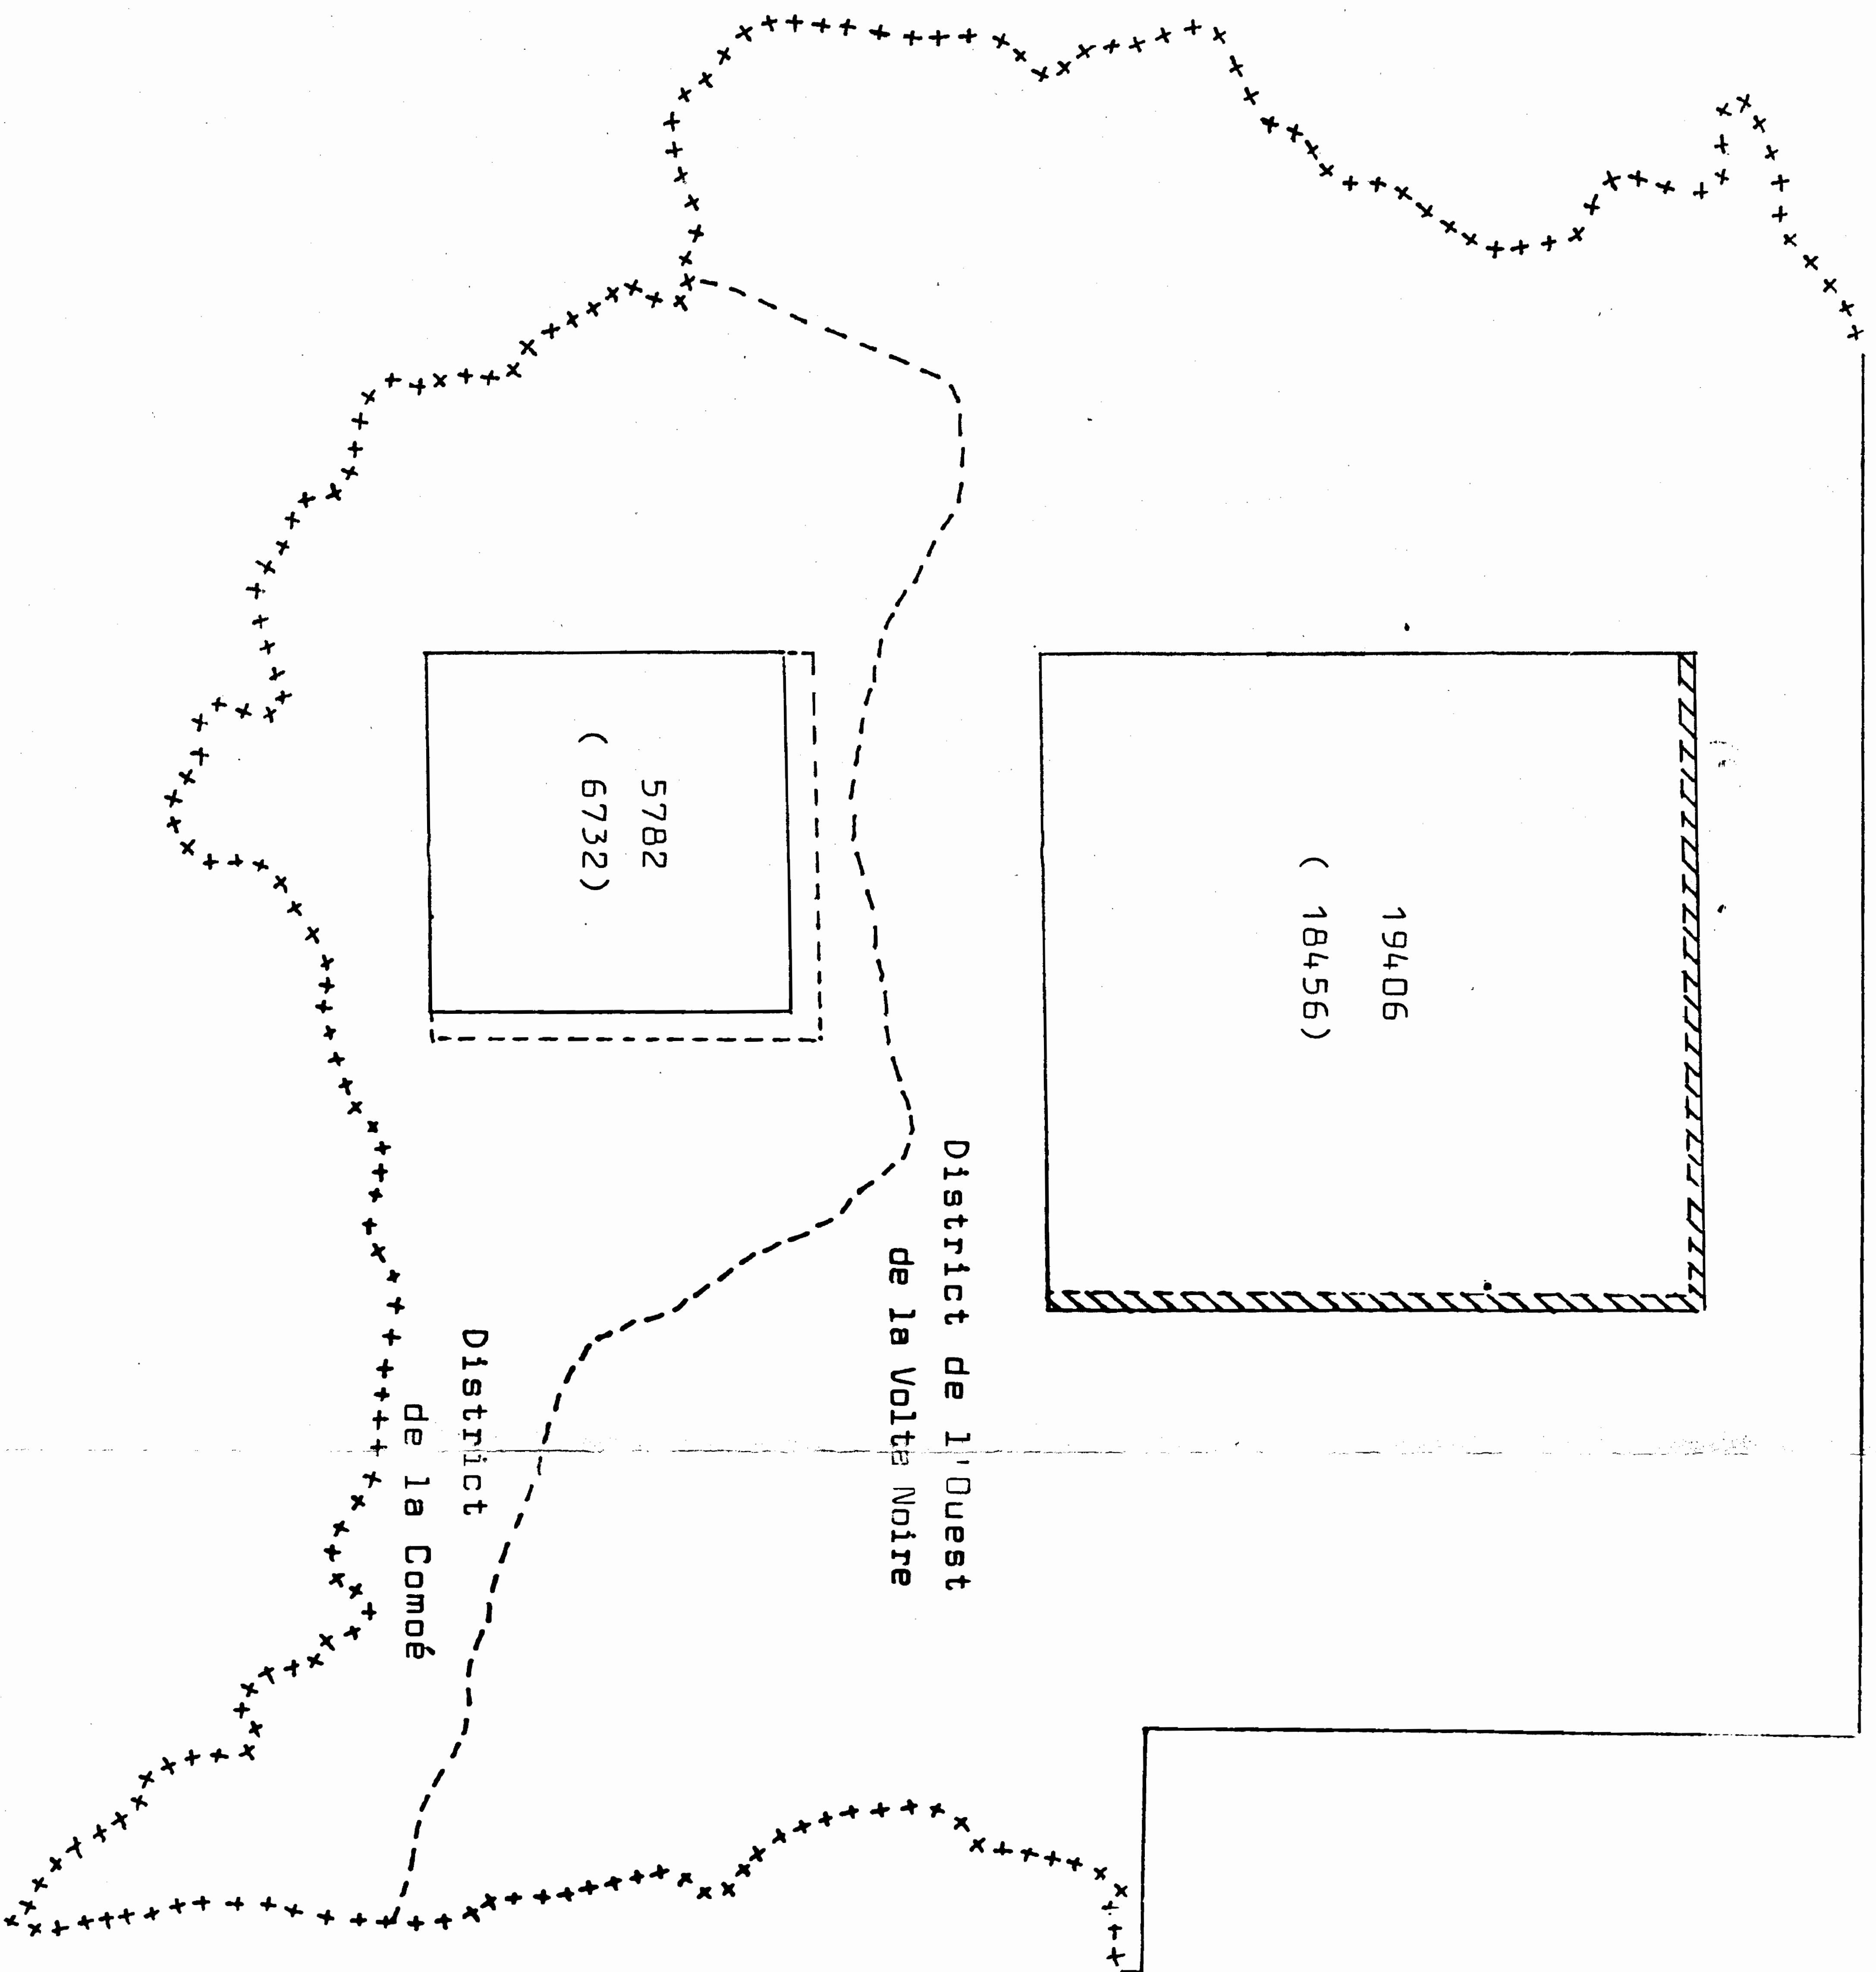 19406
( 18456)
District de l'Ouest
de la Volta Noire
5782
( 6732)
District
de la Comoé